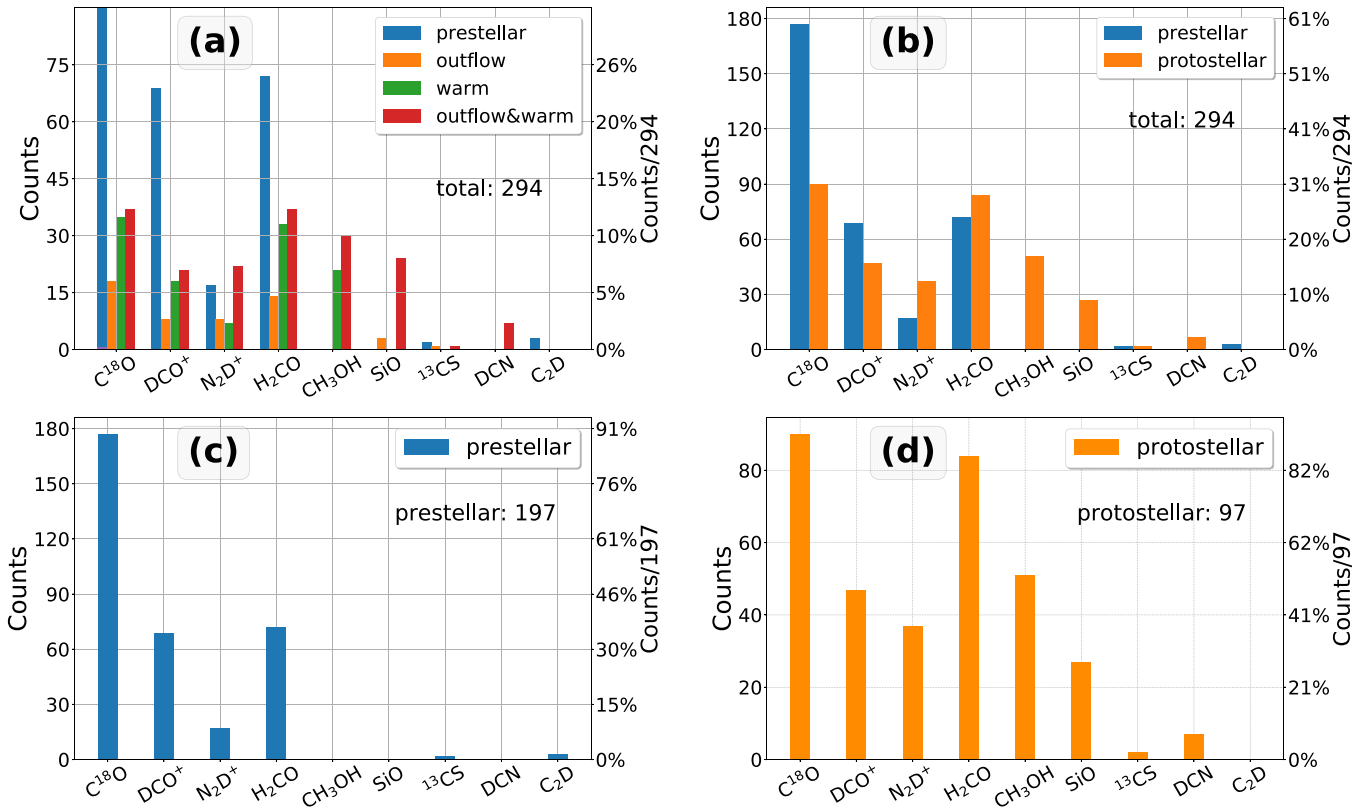 (a)
prestellar
outflow
warm
outflow&warm
total: 294
Counts
75
60
45
30
15
0
26%
20%
15%
10%
5%
0%
Counts/294
C¹⁸O DCO⁺ N₂D⁺ H₂CO CH₃OH SiO ¹³CS DCN C₂D
(b)
prestellar
protostellar
total: 294
Counts
180
150
120
90
60
30
0
61%
51%
41%
31%
20%
10%
0%
Counts/294
C¹⁸O DCO⁺ N₂D⁺ H₂CO CH₃OH SiO ¹³CS DCN C₂D
(c)
prestellar
prestellar: 197
Counts
180
150
120
90
60
30
0
91%
76%
61%
46%
30%
15%
0%
Counts/197
C¹⁸O DCO⁺ N₂D⁺ H₂CO CH₃OH SiO ¹³CS DCN C₂D
(d)
protostellar
protostellar: 97
Counts
80
60
40
20
0
82%
62%
41%
21%
0%
Counts/97
C¹⁸O DCO⁺ N₂D⁺ H₂CO CH₃OH SiO ¹³CS DCN C₂D